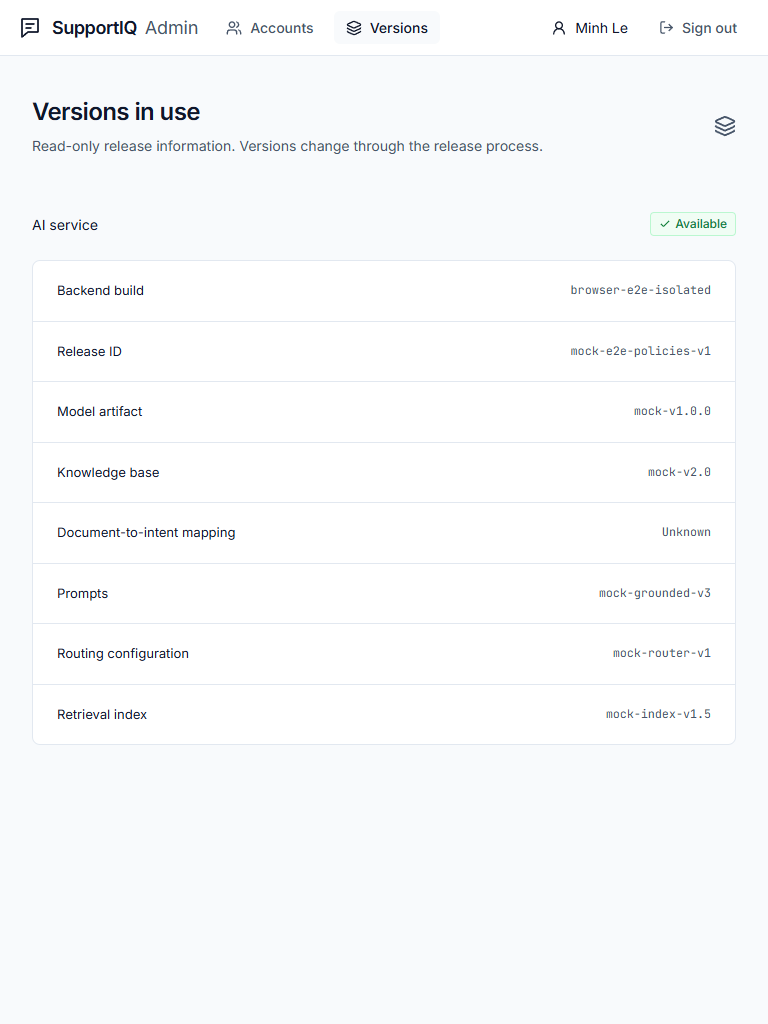 SupportIQ Admin Accounts Versions Minh Le Sign out
Versions in use
Read-only release information. Versions change through the release process.
AI service Available
Backend build browser-e2e-isolated
Release ID mock-e2e-policies-v1
Model artifact mock-v1.0.0
Knowledge base mock-v2.0
Document-to-intent mapping Unknown
Prompts mock-grounded-v3
Routing configuration mock-router-v1
Retrieval index mock-index-v1.5